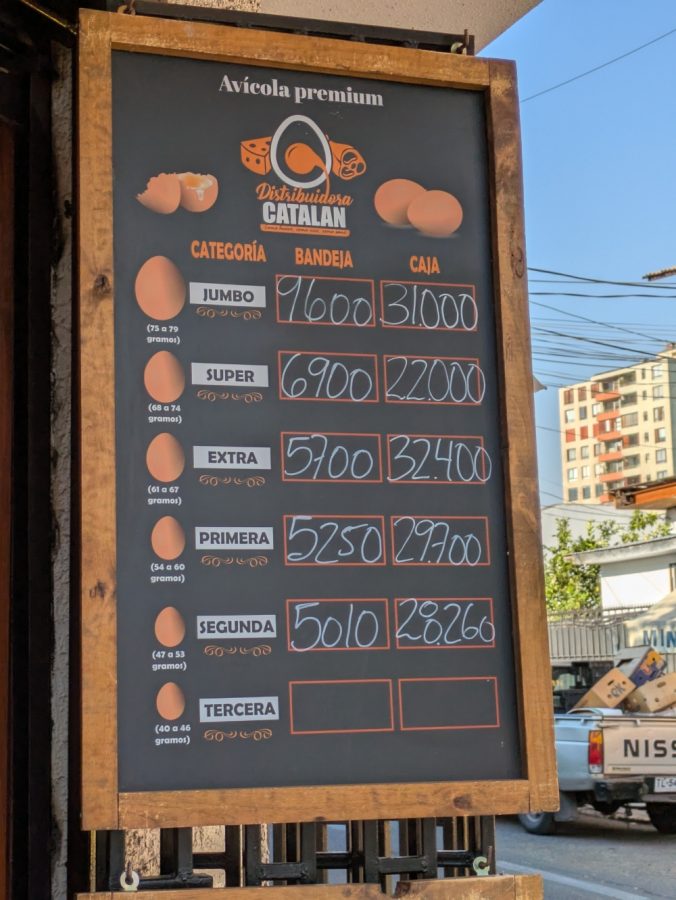 Avícola premium
Distribuidora
CATALAN
CATEGORÍA BANDEJA CAJA
JUMBO 9600 31.000
(75 a 79
gramos)
SUPER 6900 22.000
(68 a 74
gramos)
EXTRA 5700 32.400
(61 a 67
gramos)
PRIMERA 5250 29.700
(54 a 60
gramos)
SEGUNDA 5010 28.260
(47 a 53
gramos)
TERCERA
(40 a 46
gramos)
NISS